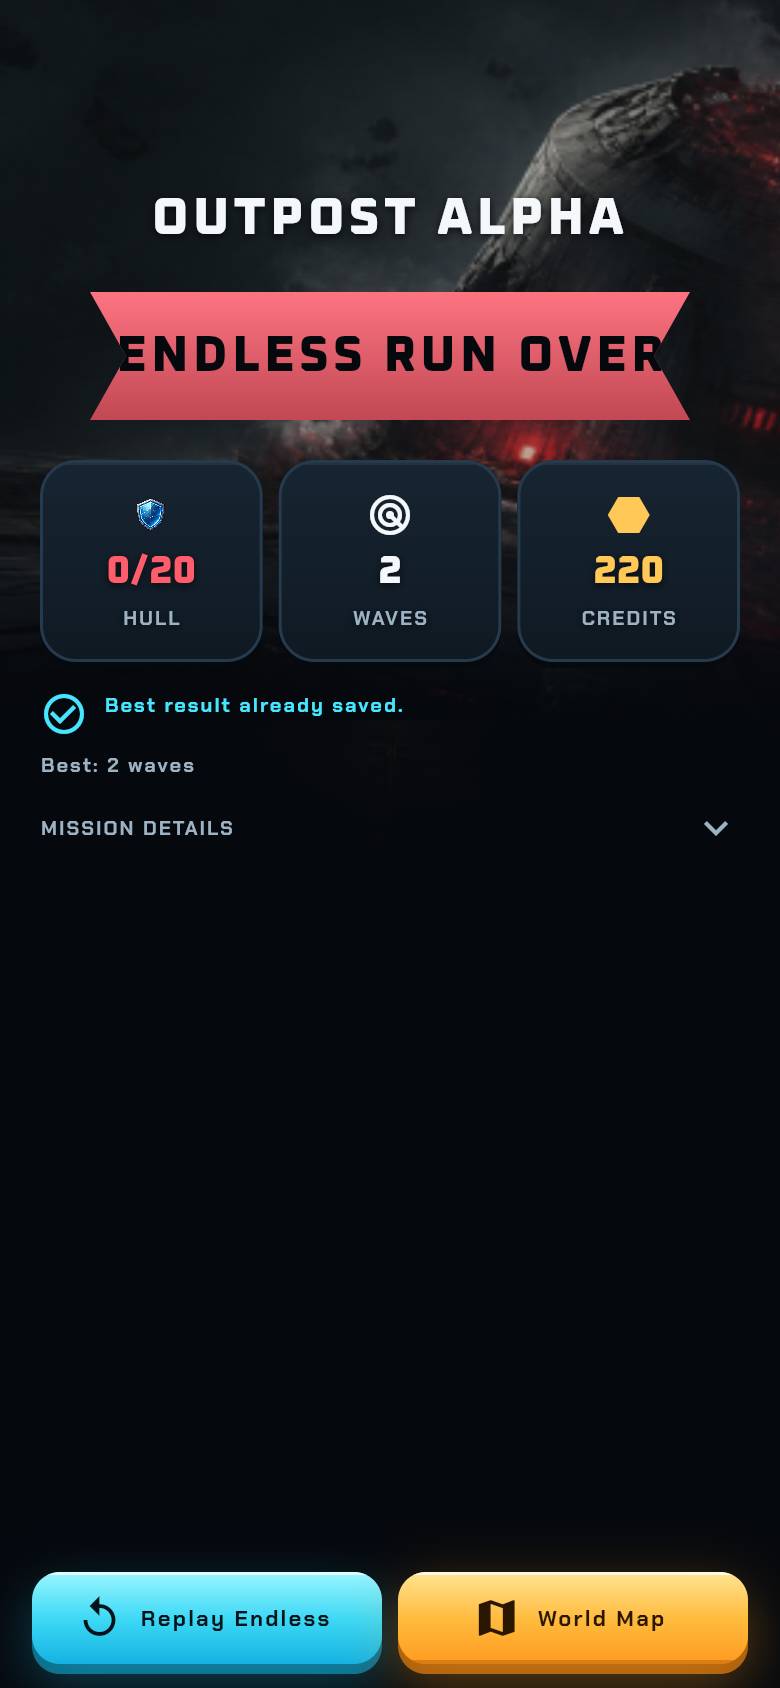 OUTPOST ALPHA
ENDLESS RUN OVER
0/20
HULL
2
WAVES
220
CREDITS
Best result already saved.
Best: 2 waves
MISSION DETAILS
Replay Endless
World Map